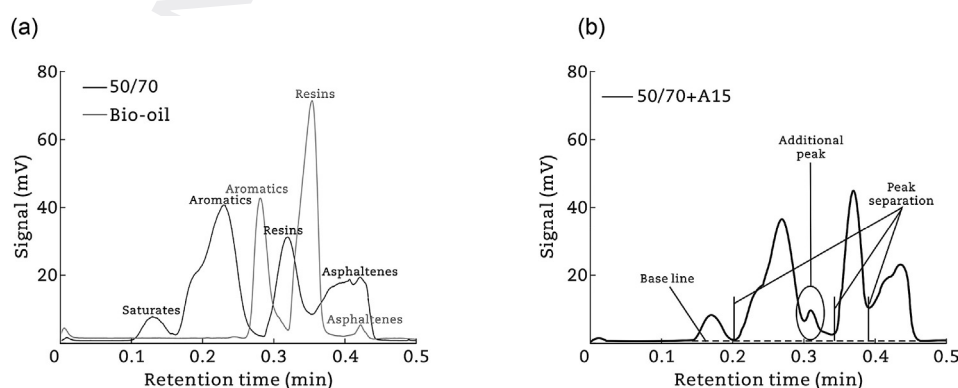 (a)
80
60
40
20
0
Signal (mV)
50/70
Bio-oil
Resins
Aromatics
Aromatics
Resins
Asphaltenes
Saturates
Asphaltenes
0.1
0.2
0.3
0.4
0.5
Retention time (min)
(b)
80
60
40
20
0
Signal (mV)
50/70+A15
Additional
peak
Peak
separation
Base line
0.1
0.2
0.3
0.4
0.5
Retention time (min)